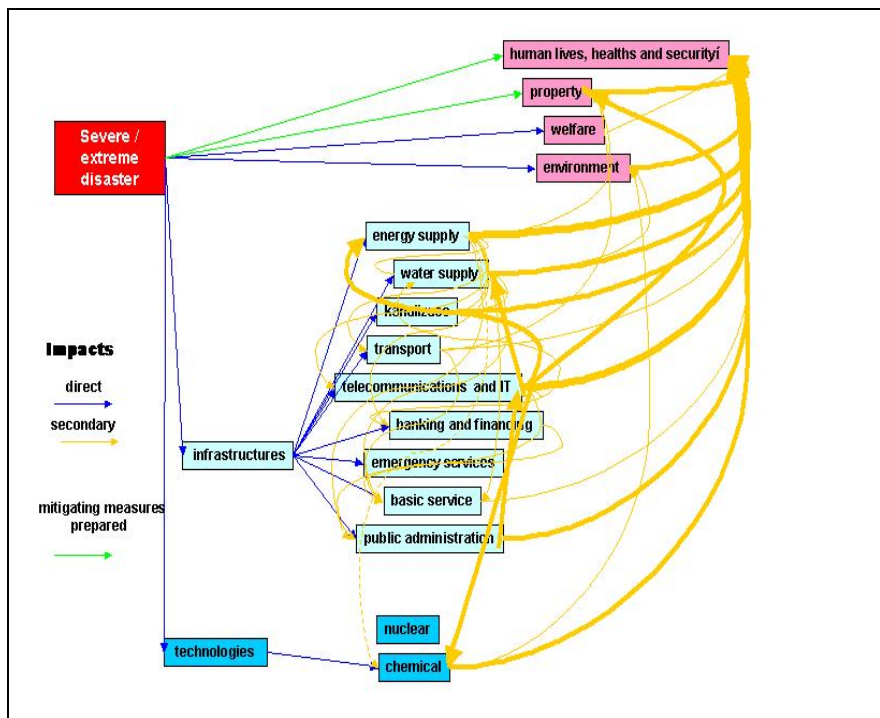 human lives, healths and securityí
property
Severe /
extreme
disaster
welfare
environment
energy supply
water supply
kanalizace
transport
Impacts
direct
telecommunications and IT
secondary
banking and financing
infrastructures
emergency services
basic service
mitigating measures
prepared
public administration
nuclear
technologies
chemical